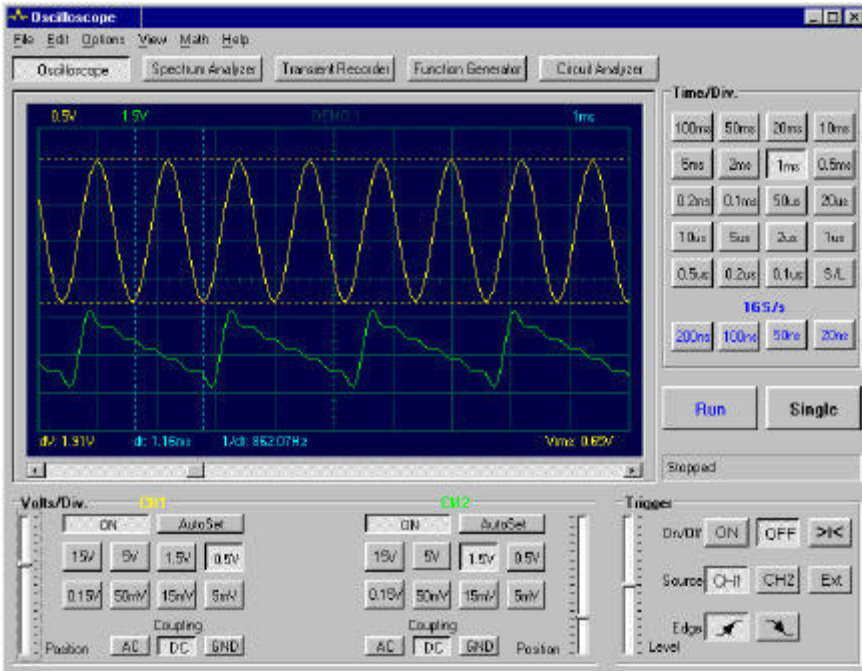 Oscilloscope
File Edit Options View Math Help
Oscilloscope Spectrum Analyzer Transient Recorder Function Generator Circuit Analyzer
0.5V 1.5V DEMO 1 1ms
dV: 1.91V dt: 1.16ms 1/dt: 862.07Hz Vrms: 0.69V
Time/Div.
100ms 50ms 20ms 10ms
5ms 2ms 1ms 0.5ms
0.2ms 0.1ms 50us 20us
10us 5us 2us 1us
0.5us 0.2us 0.1us S/L
1GS/s
200ns 100ns 50ns 20ns
Run Single
Stopped
Volts/Div. CH1 CH2
ON AutoSet ON AutoSet
15V 5V 1.5V 0.5V 15V 5V 1.5V 0.5V
0.15V 50mV 15mV 5mV 0.15V 50mV 15mV 5mV
Coupling Coupling
Position AC DC GND AC DC GND Position
Trigger
On/Off ON OFF >I<
Source CH1 CH2 Ext
Edge
Level